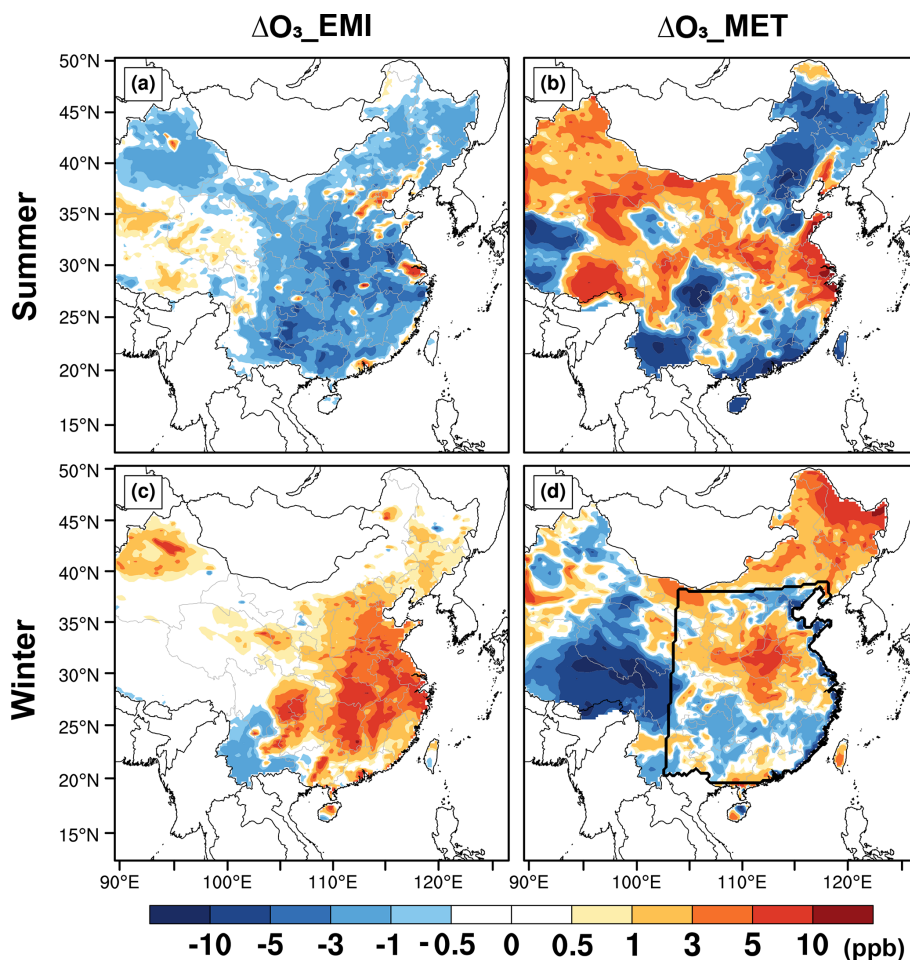 ΔO₃_EMI ΔO₃_MET
Summer
(a)
50°N
45°N
40°N
35°N
30°N
25°N
20°N
15°N
(b)
Winter
(c)
50°N
45°N
40°N
35°N
30°N
25°N
20°N
15°N
(d)
90°E 100°E 110°E 120°E 90°E 100°E 110°E 120°E
-10 -5 -3 -1 -0.5 0 0.5 1 3 5 10 (ppb)